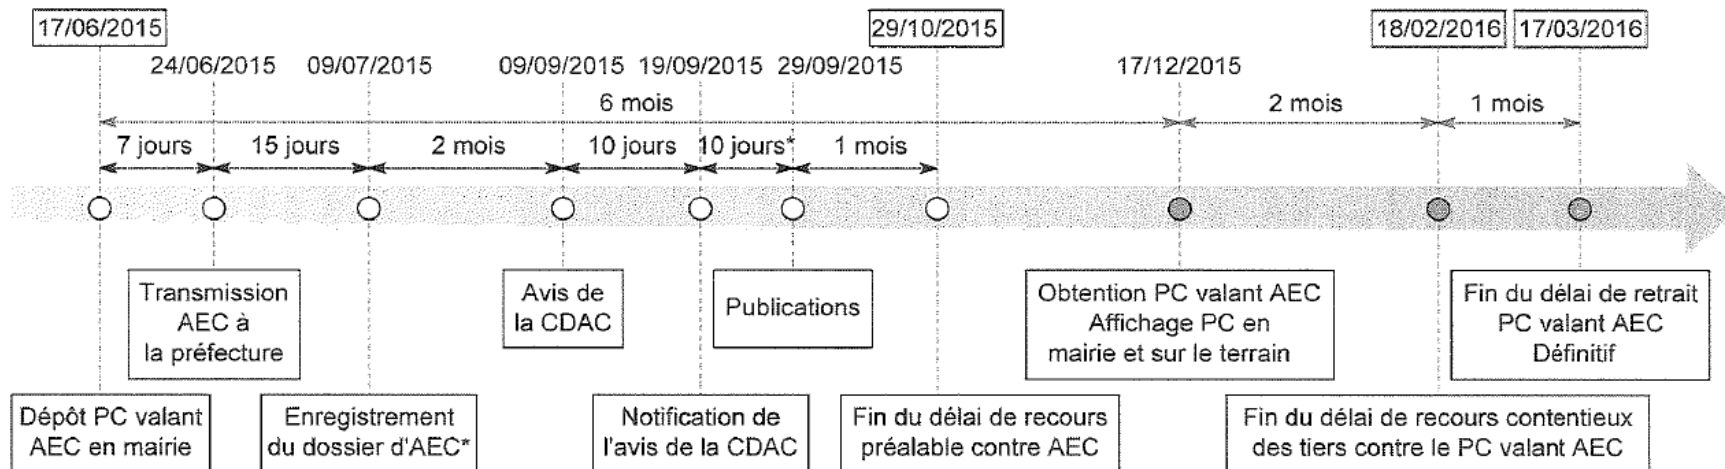 17/06/2015
29/10/2015
18/02/2016
17/03/2016
24/06/2015
09/07/2015
09/09/2015
19/09/2015
29/09/2015
17/12/2015
6 mois
2 mois
1 mois
7 jours
15 jours
2 mois
10 jours
10 jours*
1 mois
Transmission
AEC à
la préfecture
Avis de
la CDAC
Publications
Obtention PC valant AEC
Affichage PC en
mairie et sur le terrain
Fin du délai de retrait
PC valant AEC
Définitif
Dépôt PC valant
AEC en mairie
Enregistrement
du dossier d'AEC*
Notification de
l'avis de la CDAC
Fin du délai de recours
préalable contre AEC
Fin du délai de recours contentieux
des tiers contre le PC valant AEC